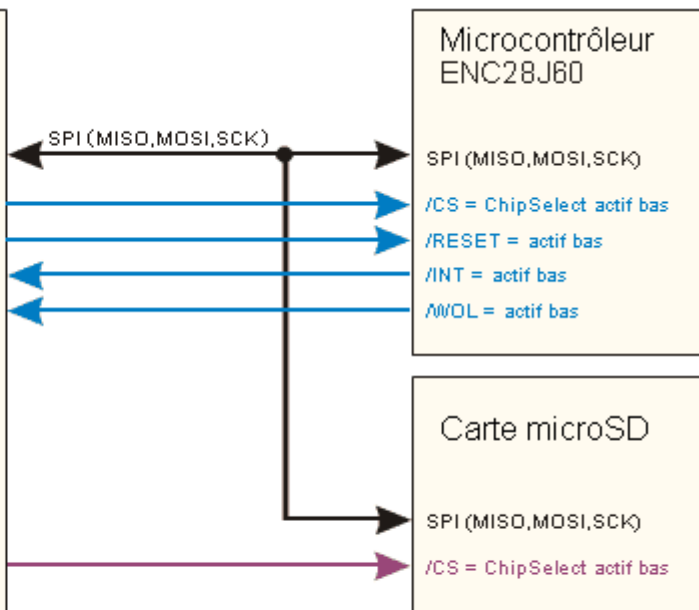 Microcontrôleur
ENC28J60
SPI (MISO,MOSI,SCK)
SPI (MISO,MOSI,SCK)
/CS = ChipSelect actif bas
/RESET = actif bas
/INT = actif bas
/WOL = actif bas
Carte microSD
SPI (MISO,MOSI,SCK)
/CS = ChipSelect actif bas